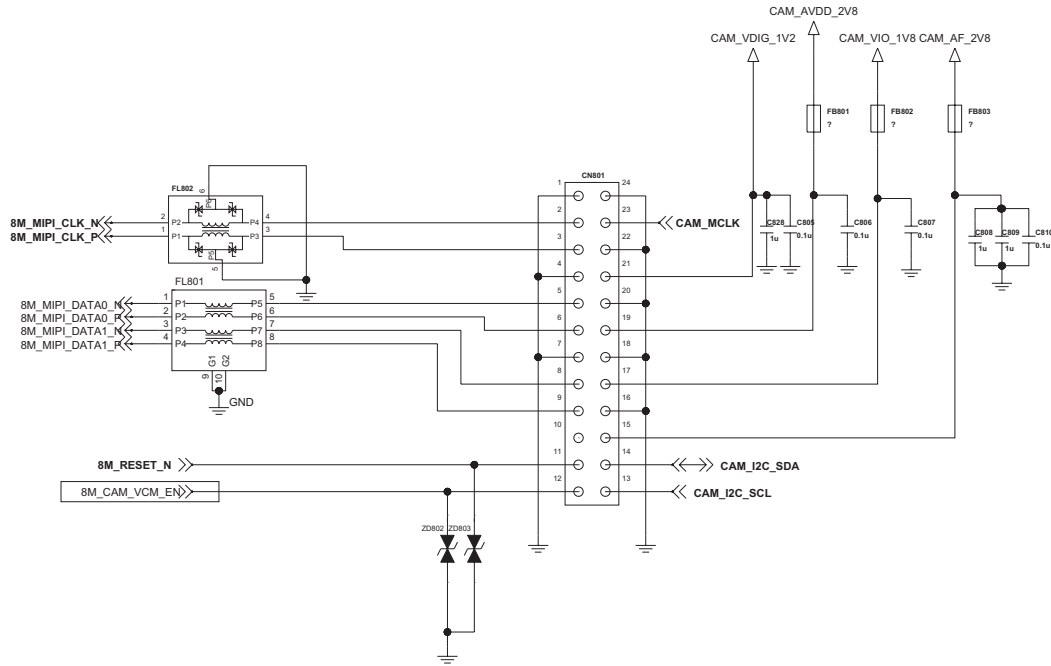 CAM_AVDD_2V8
CAM_VDIG_1V2
CAM_VIO_1V8
CAM_AF_2V8
FB801
?
FB802
?
FB803
?
FL802
6
P6
2
P2
P4
4
1
P1
P3
3
P5
5
8M_MIPI_CLK_N
8M_MIPI_CLK_P
FL801
8M_MIPI_DATA0_N
8M_MIPI_DATA0_P
8M_MIPI_DATA1_N
8M_MIPI_DATA1_P
1
P1
P5
5
2
P2
P6
6
3
P3
P7
7
4
P4
P8
8
G1
G2
9
10
GND
CN801
1
24
2
23
3
22
4
21
5
20
6
19
7
18
8
17
9
16
10
15
11
14
12
13
CAM_MCLK
C828
1u
C805
0.1u
C806
0.1u
C807
0.1u
C808
1u
C809
1u
C810
0.1u
8M_RESET_N
8M_CAM_VCM_EN
CAM_I2C_SDA
CAM_I2C_SCL
ZD802
ZD803